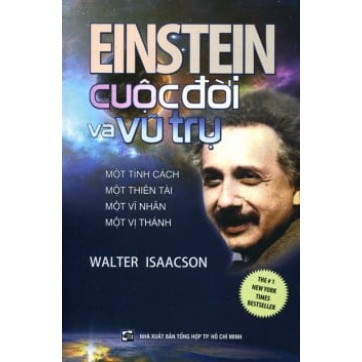 EINSTEIN
cuộc đời
và vũ trụ
MỘT TÍNH CÁCH
MỘT THIÊN TÀI
MỘT VĨ NHÂN
MỘT VỊ THÁNH
WALTER ISAACSON
THE # 1
NEW YORK
TIMES
BESTSELLER
NHÀ XUẤT BẢN TỔNG HỢP TP. HỒ CHÍ MINH